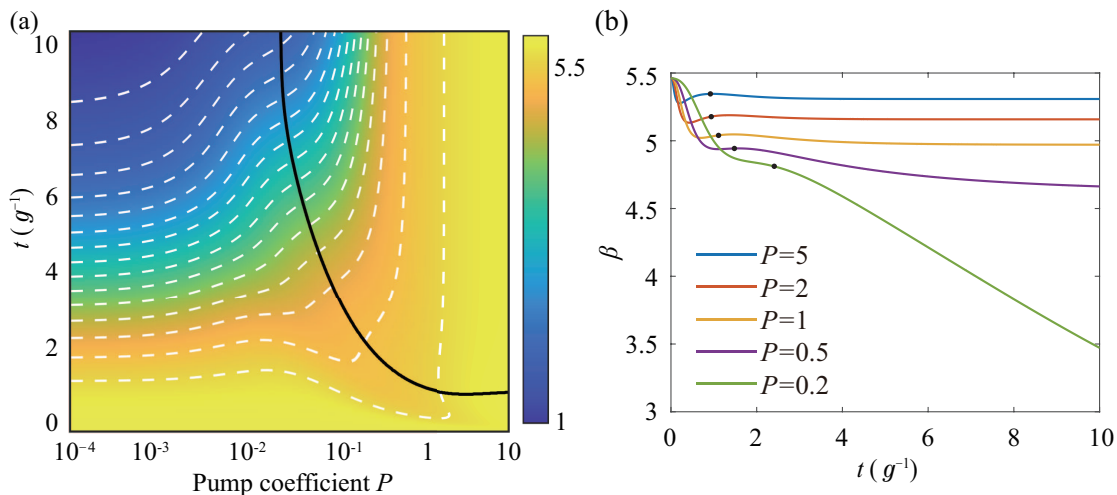 (a)
10
8
6
4
2
0
t ( g⁻¹)
10⁻⁴
10⁻³
10⁻²
10⁻¹
1
10
Pump coefficient P
5.5
1
(b)
5.5
5
4.5
4
3.5
3
β
P=5
P=2
P=1
P=0.5
P=0.2
0
2
4
6
8
10
t ( g⁻¹)